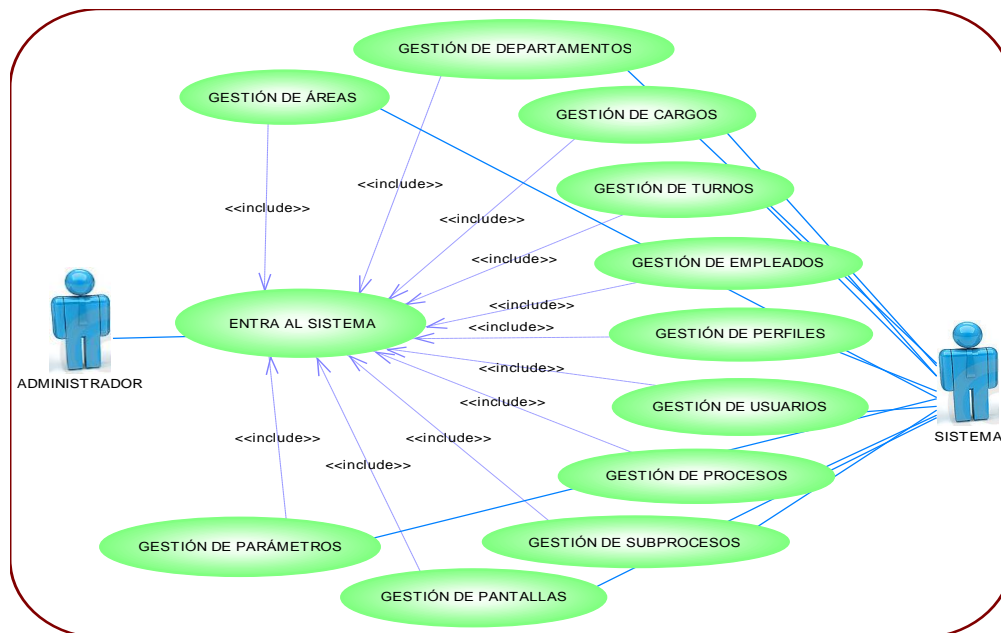 GESTIÓN DE DEPARTAMENTOS
GESTIÓN DE ÁREAS
GESTIÓN DE CARGOS
<<include>>
<<include>>
GESTIÓN DE TURNOS
<<include>>
<<include>>
GESTIÓN DE EMPLEADOS
<<include>>
ENTRA AL SISTEMA
GESTIÓN DE PERFILES
<<include>>
ADMINISTRADOR
<<include>>
GESTIÓN DE USUARIOS
SISTEMA
<<include>>
<<include>>
<<include>>
<<include>>
GESTIÓN DE PROCESOS
GESTIÓN DE PARÁMETROS
GESTIÓN DE SUBPROCESOS
GESTIÓN DE PANTALLAS